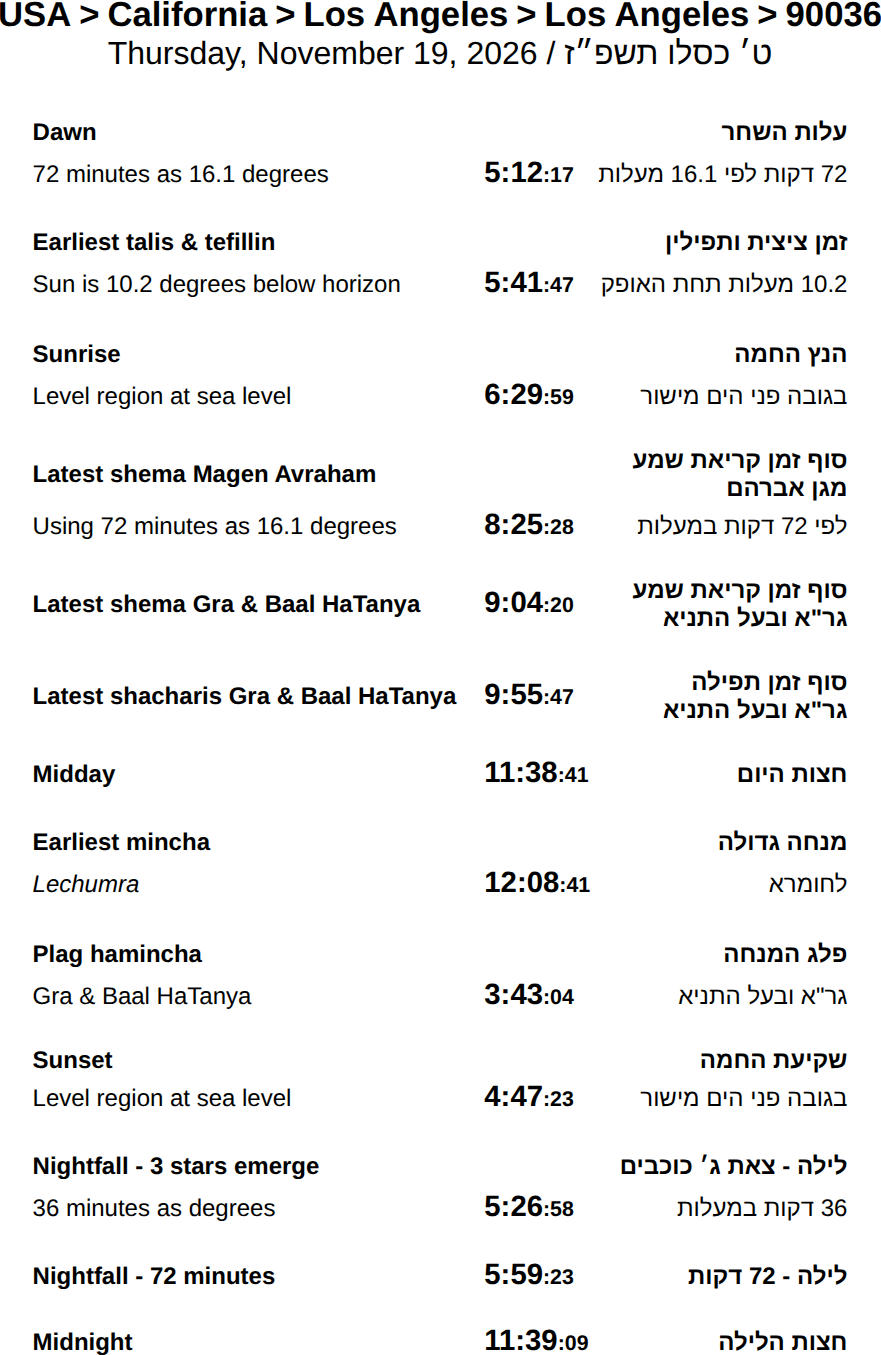 USA > California > Los Angeles > Los Angeles > 90036
Thursday, November 19, 2026 / ט׳ כסלו תשפ״ז
Dawn עלות השחר
72 minutes as 16.1 degrees 5:12:17 72 דקות לפי 16.1 מעלות
Earliest talis & tefillin זמן ציצית ותפילין
Sun is 10.2 degrees below horizon 5:41:47 10.2 מעלות תחת האופק
Sunrise הנץ החמה
Level region at sea level 6:29:59 בגובה פני הים מישור
Latest shema Magen Avraham סוף זמן קריאת שמע
מגן אברהם
Using 72 minutes as 16.1 degrees 8:25:28 לפי 72 דקות במעלות
Latest shema Gra & Baal HaTanya 9:04:20 סוף זמן קריאת שמע
גר"א ובעל התניא
Latest shacharis Gra & Baal HaTanya 9:55:47 סוף זמן תפילה
גר"א ובעל התניא
Midday 11:38:41 חצות היום
Earliest mincha מנחה גדולה
Lechumra 12:08:41 לחומרא
Plag hamincha פלג המנחה
Gra & Baal HaTanya 3:43:04 גר"א ובעל התניא
Sunset שקיעת החמה
Level region at sea level 4:47:23 בגובה פני הים מישור
Nightfall - 3 stars emerge לילה - צאת ג׳ כוכבים
36 minutes as degrees 5:26:58 36 דקות במעלות
Nightfall - 72 minutes 5:59:23 לילה - 72 דקות
Midnight 11:39:09 חצות הלילה